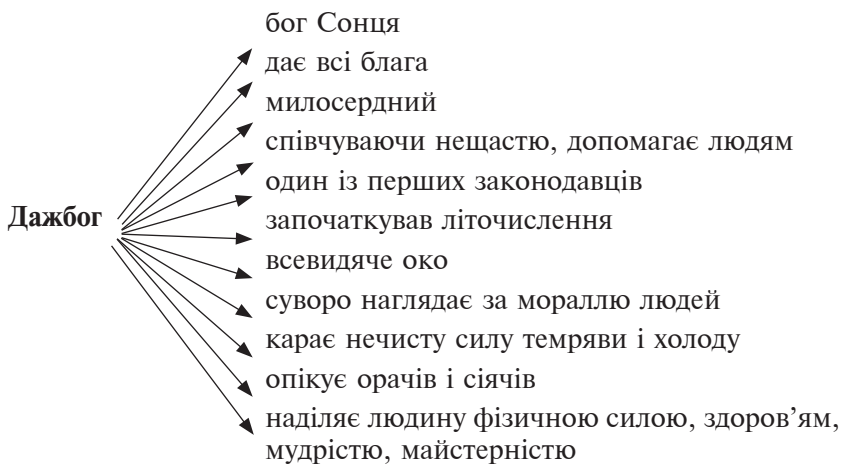 бог Сонця
дає всі блага
милосердний
співчуваючи нещастю, допомагає людям
один із перших законодавців
Дажбог
започаткував літочислення
всевидяче око
суворо наглядає за мораллю людей
карає нечисту силу темряви і холоду
опікує орачів і сіячів
наділяє людину фізичною силою, здоров’ям,
мудрістю, майстерністю